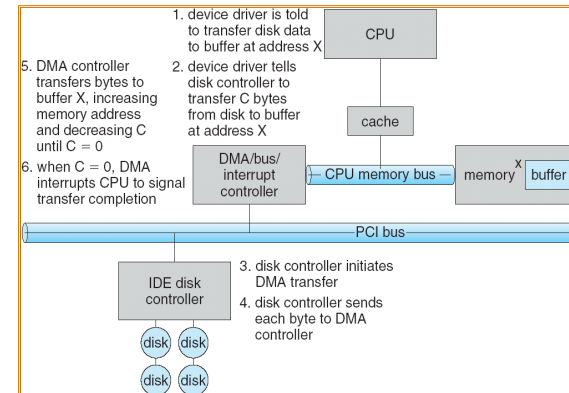 1. device driver is told
to transfer disk data
to buffer at address X
CPU
5. DMA controller
transfers bytes to
buffer X, increasing
memory address
and decreasing C
until C = 0
2. device driver tells
disk controller to
transfer C bytes
from disk to buffer
at address X
cache
6. when C = 0, DMA
interrupts CPU to signal
transfer completion
DMA/bus/
interrupt
controller
CPU memory bus
memory
X
buffer
PCI bus
IDE disk
controller
3. disk controller initiates
DMA transfer
4. disk controller sends
each byte to DMA
controller
disk
disk
disk
disk